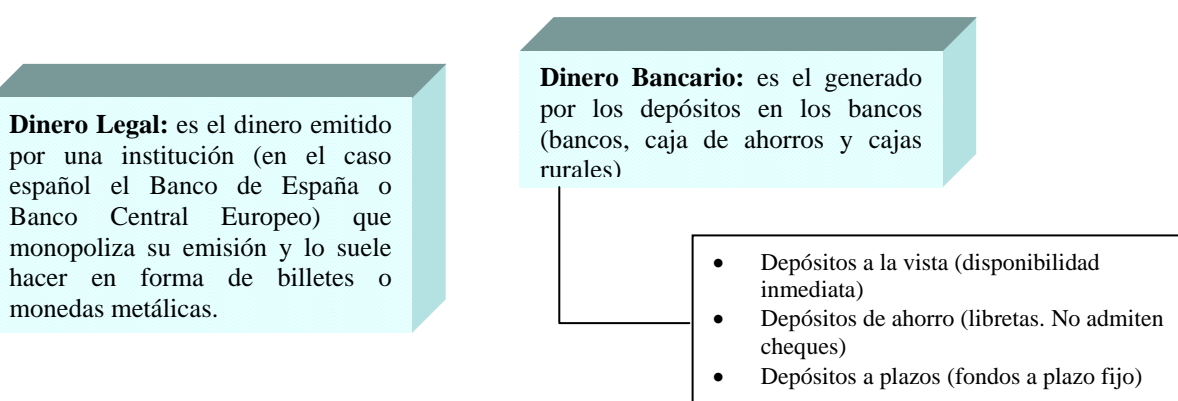 Dinero Legal: es el dinero emitido
por una institución (en el caso
español el Banco de España o
Banco Central Europeo) que
monopoliza su emisión y lo suele
hacer en forma de billetes o
monedas metálicas.
Dinero Bancario: es el generado
por los depósitos en los bancos
(bancos, caja de ahorros y cajas
rurales)
• Depósitos a la vista (disponibilidad
inmediata)
• Depósitos de ahorro (libretas. No admiten
cheques)
• Depósitos a plazos (fondos a plazo fijo)